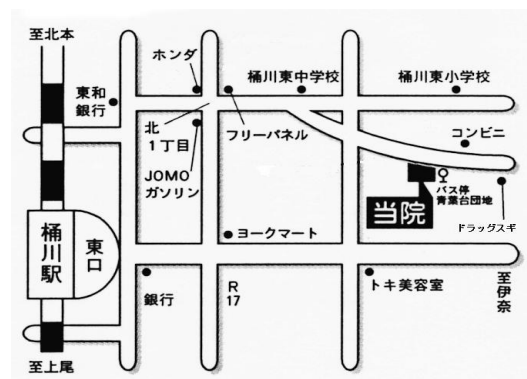 至北本
ホンダ
桶川東中学校
桶川東小学校
東和
銀行
北
1丁目
フリーパネル
コンビニ
JOMO
ガソリン
バス停
青葉台団地
当院
ドラッグスギ
桶川駅
東口
ヨークマート
銀行
R
17
トキ美容室
至伊奈
至上尾